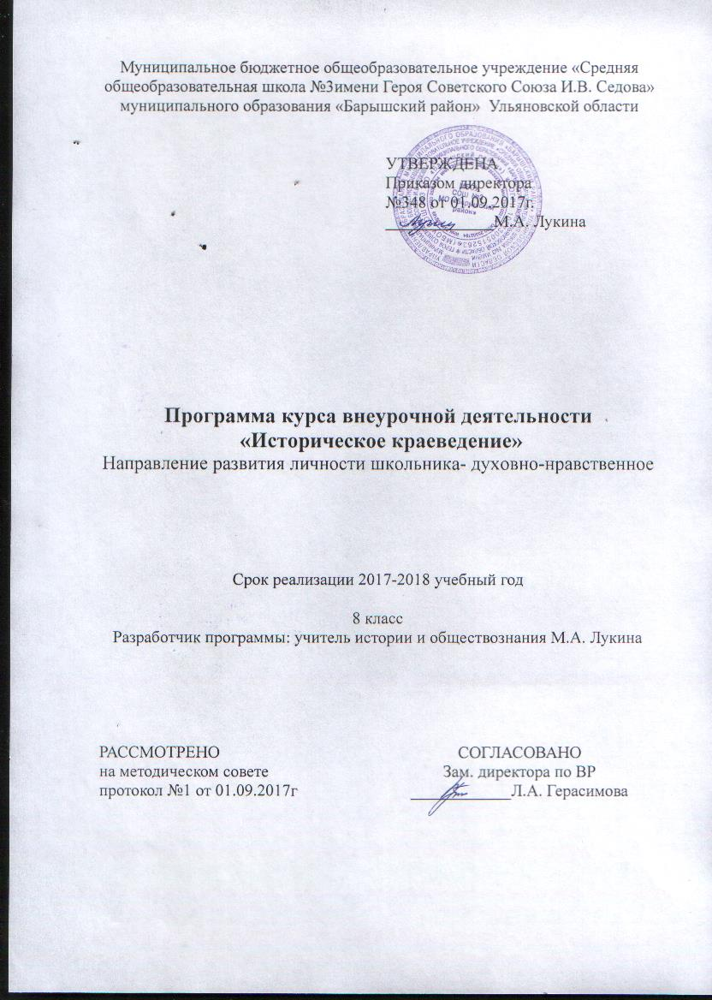 Муниципальное бюджетное общеобразовательное учреждение «Средняя
общеобразовательная школа №3имени Героя Советского Союза И.В. Седова»
муниципального образования «Барышский район» Ульяновской области
УТВЕРЖДЕНА
Приказом директора
№348 от 01.09.2017г.
М.А. Лукина
Программа курса внеурочной деятельности
«Историческое краеведение»
Направление развития личности школьника- духовно-нравственное
Срок реализации 2017-2018 учебный год
8 класс
Разработчик программы: учитель истории и обществознания М.А. Лукина
РАССМОТРЕНО
на методическом совете
протокол №1 от 01.09.2017г
СОГЛАСОВАНО
Зам. директора по ВР
Л.А. Герасимова